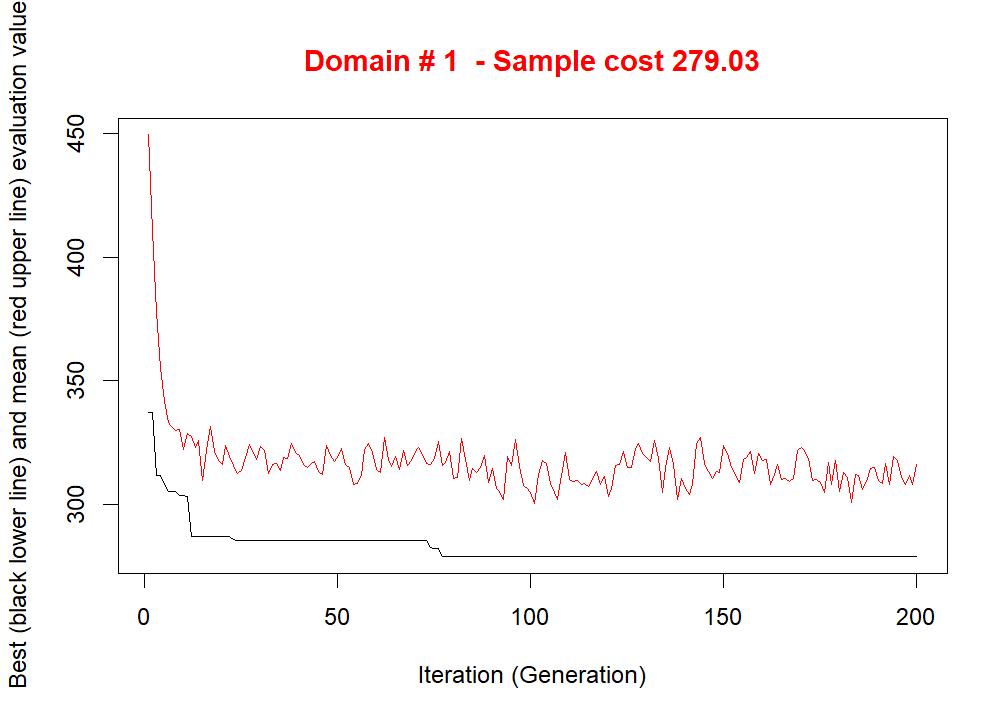 Domain # 1  - Sample cost 279.03
Best (black lower line) and mean (red upper line) evaluation value
450
400
350
300
0 50 100 150 200
Iteration (Generation)